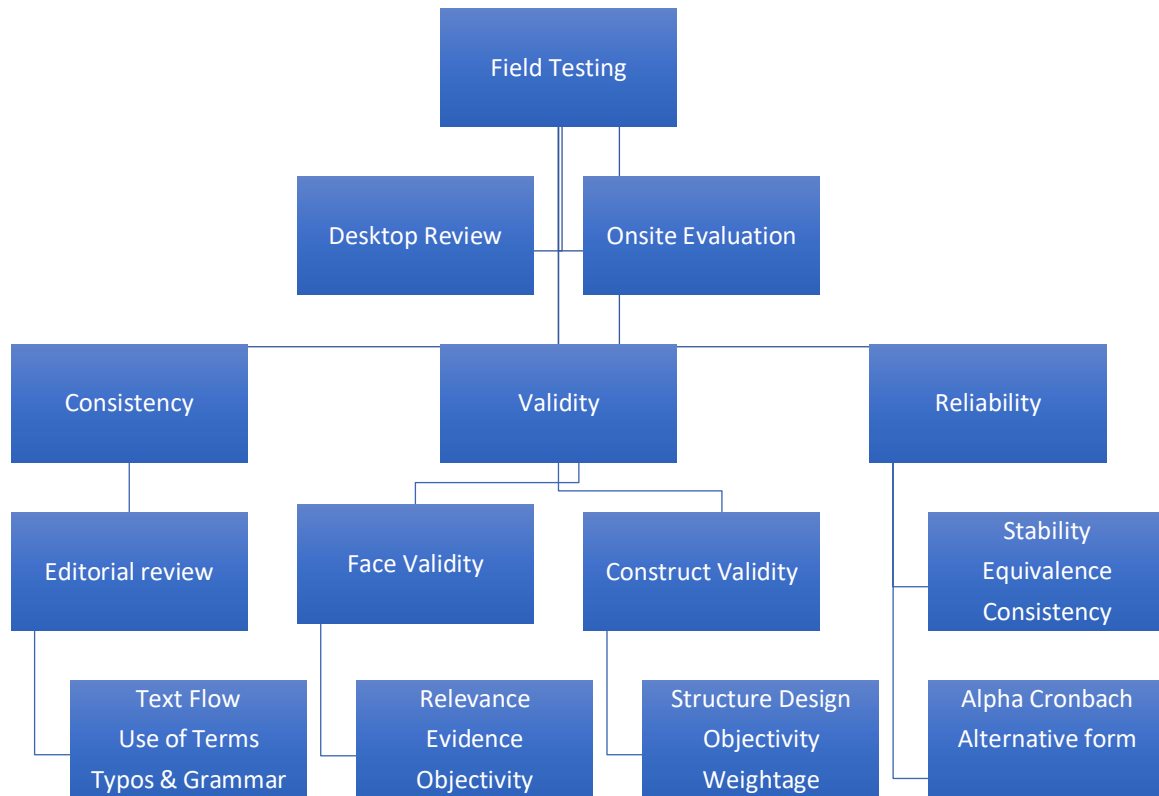 Field Testing
Desktop Review
Onsite Evaluation
Consistency
Validity
Reliability
Editorial review
Face Validity
Construct Validity
Stability
Equivalence
Consistency
Text Flow
Use of Terms
Typos & Grammar
Relevance
Evidence
Objectivity
Structure Design
Objectivity
Weightage
Alpha Cronbach
Alternative form